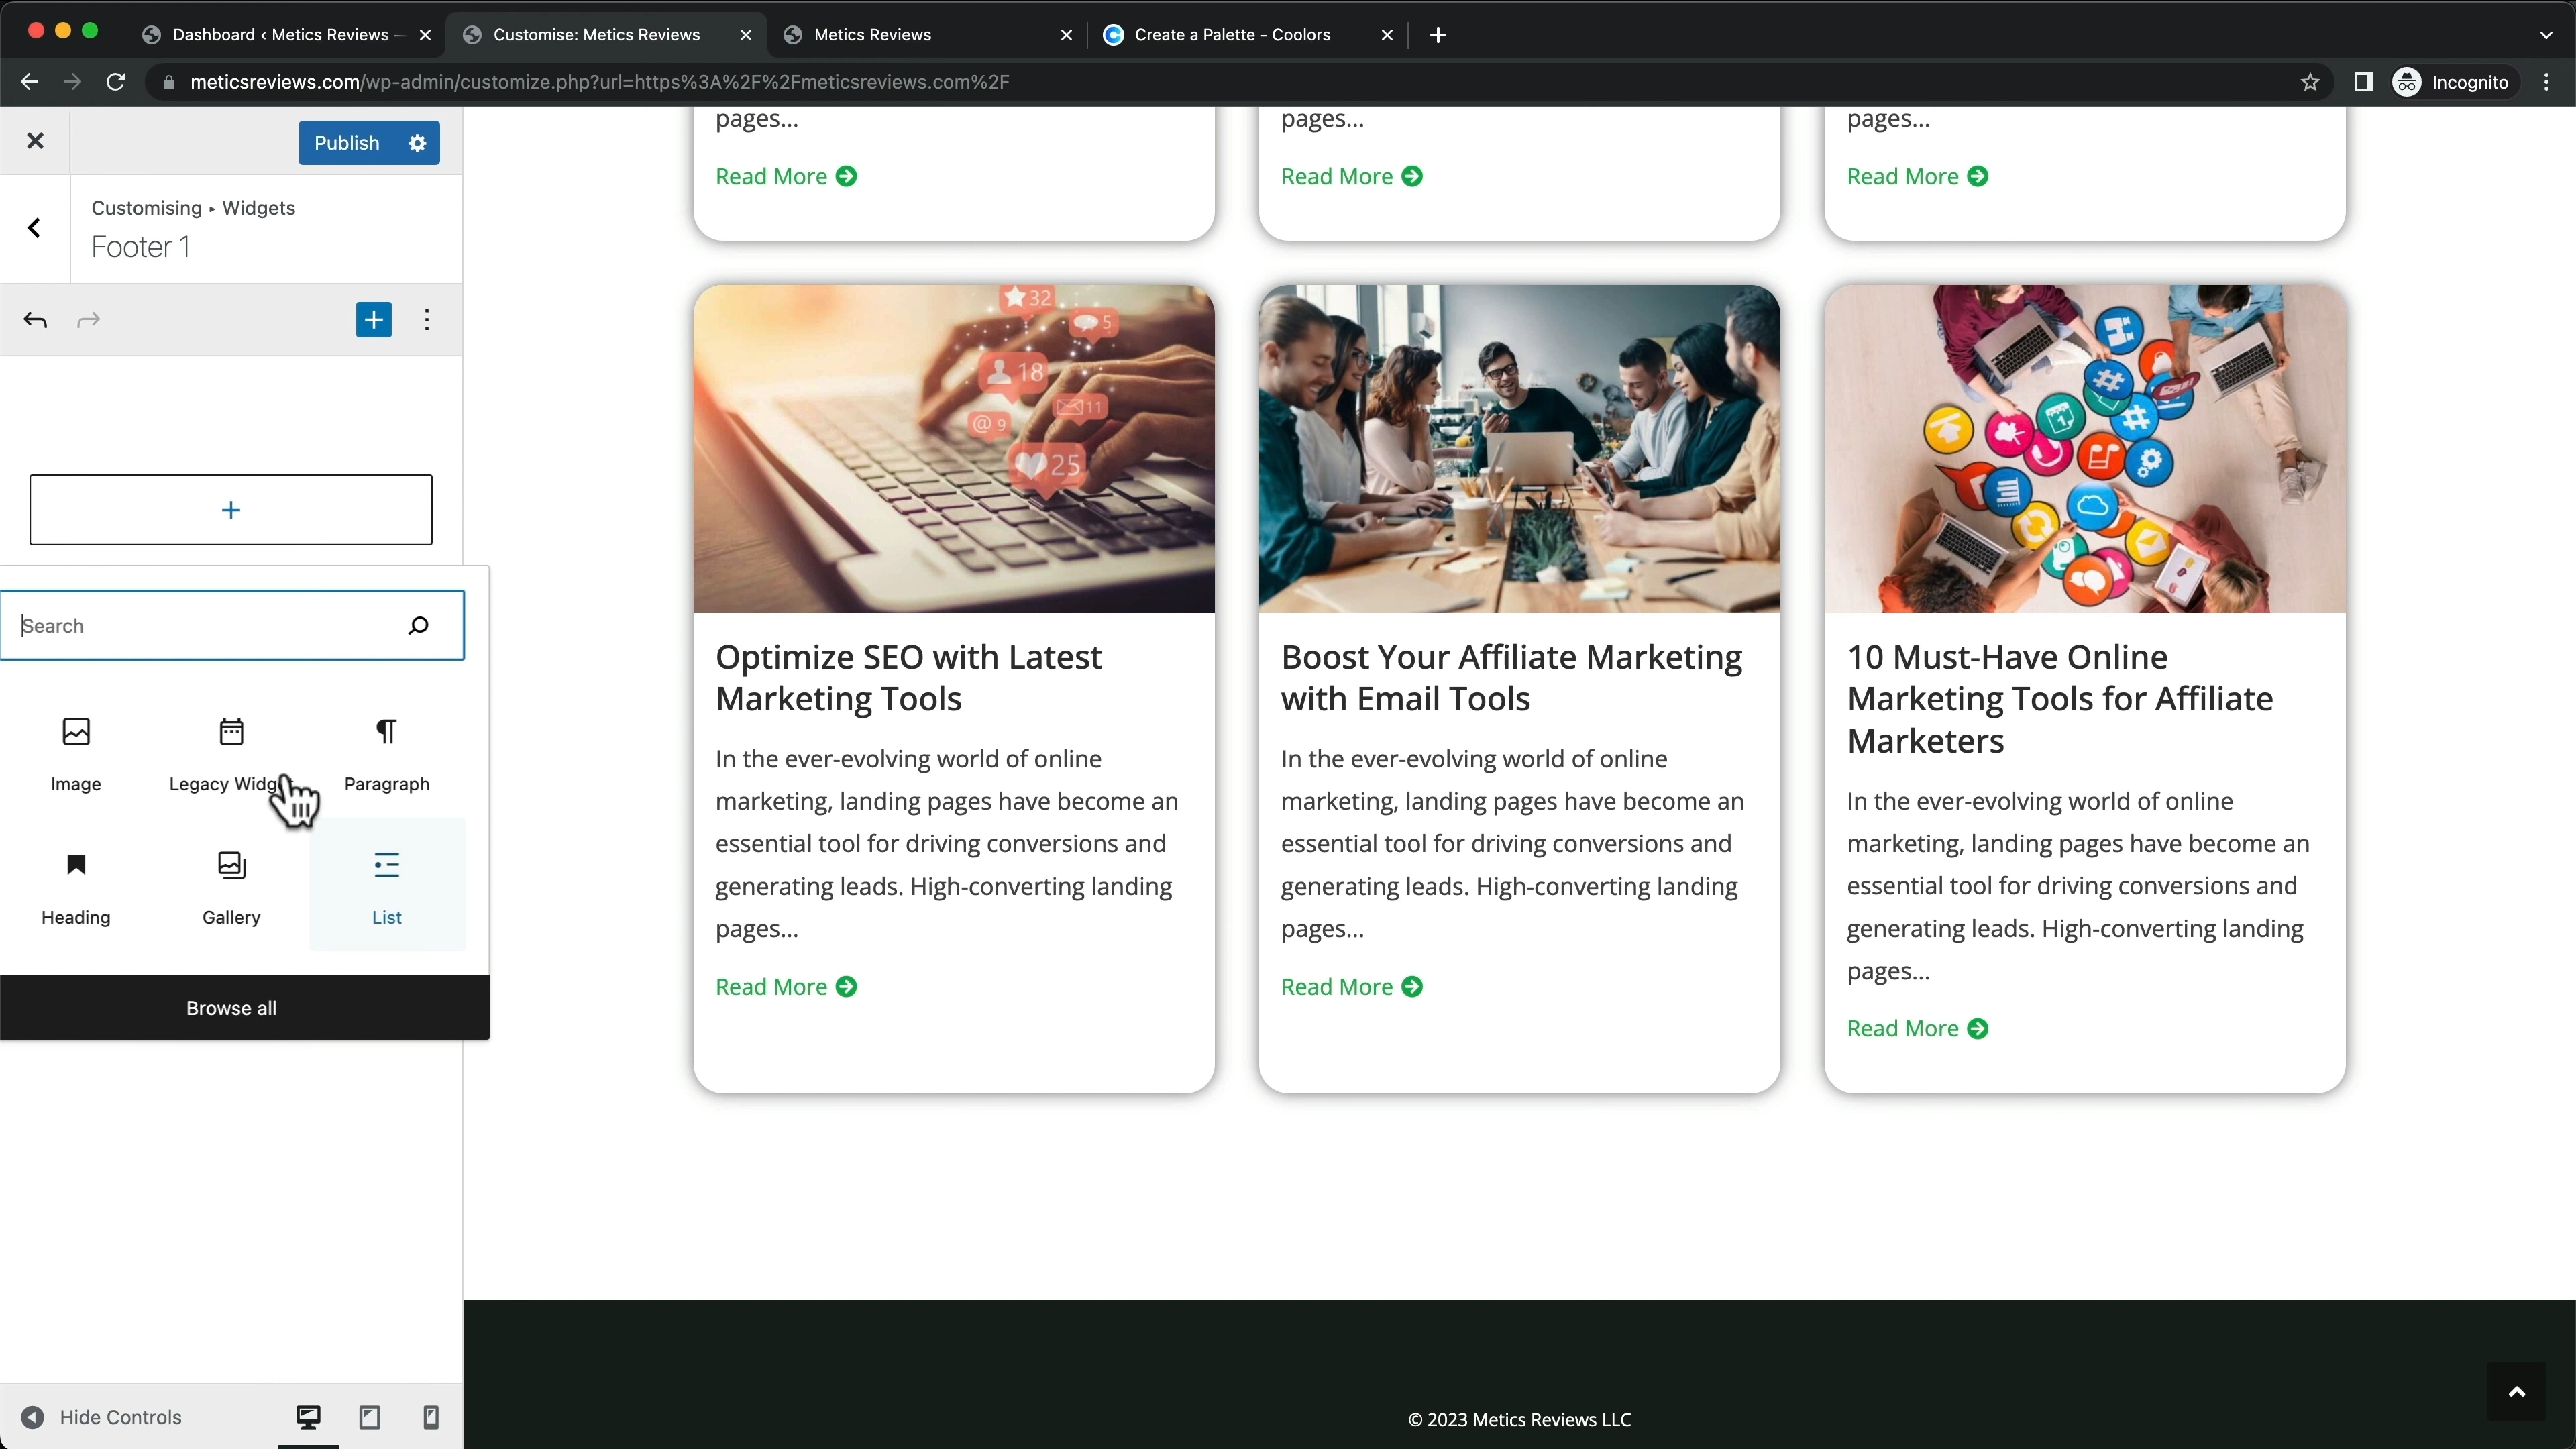 Dashboard ‹ Metics Reviews —
Customise: Metics Reviews
Metics Reviews
Create a Palette - Coolors
meticsreviews.com/wp-admin/customize.php?url=https%3A%2F%2Fmeticsreviews.com%2F
Incognito
Publish
Customising ▸ Widgets
Footer 1
Search
Image
Paragraph
Heading
Gallery
List
Browse all
Hide Controls
pages...
Read More
pages...
Read More
pages...
Read More
32
5
18
11
@ 9
25
Optimize SEO with Latest
Marketing Tools
In the ever-evolving world of online
marketing, landing pages have become an
essential tool for driving conversions and
generating leads. High-converting landing
pages...
Read More
Boost Your Affiliate Marketing
with Email Tools
In the ever-evolving world of online
marketing, landing pages have become an
essential tool for driving conversions and
generating leads. High-converting landing
pages...
Read More
10 Must-Have Online
Marketing Tools for Affiliate
Marketers
In the ever-evolving world of online
marketing, landing pages have become an
essential tool for driving conversions and
generating leads. High-converting landing
pages...
Read More
© 2023 Metics Reviews LLC